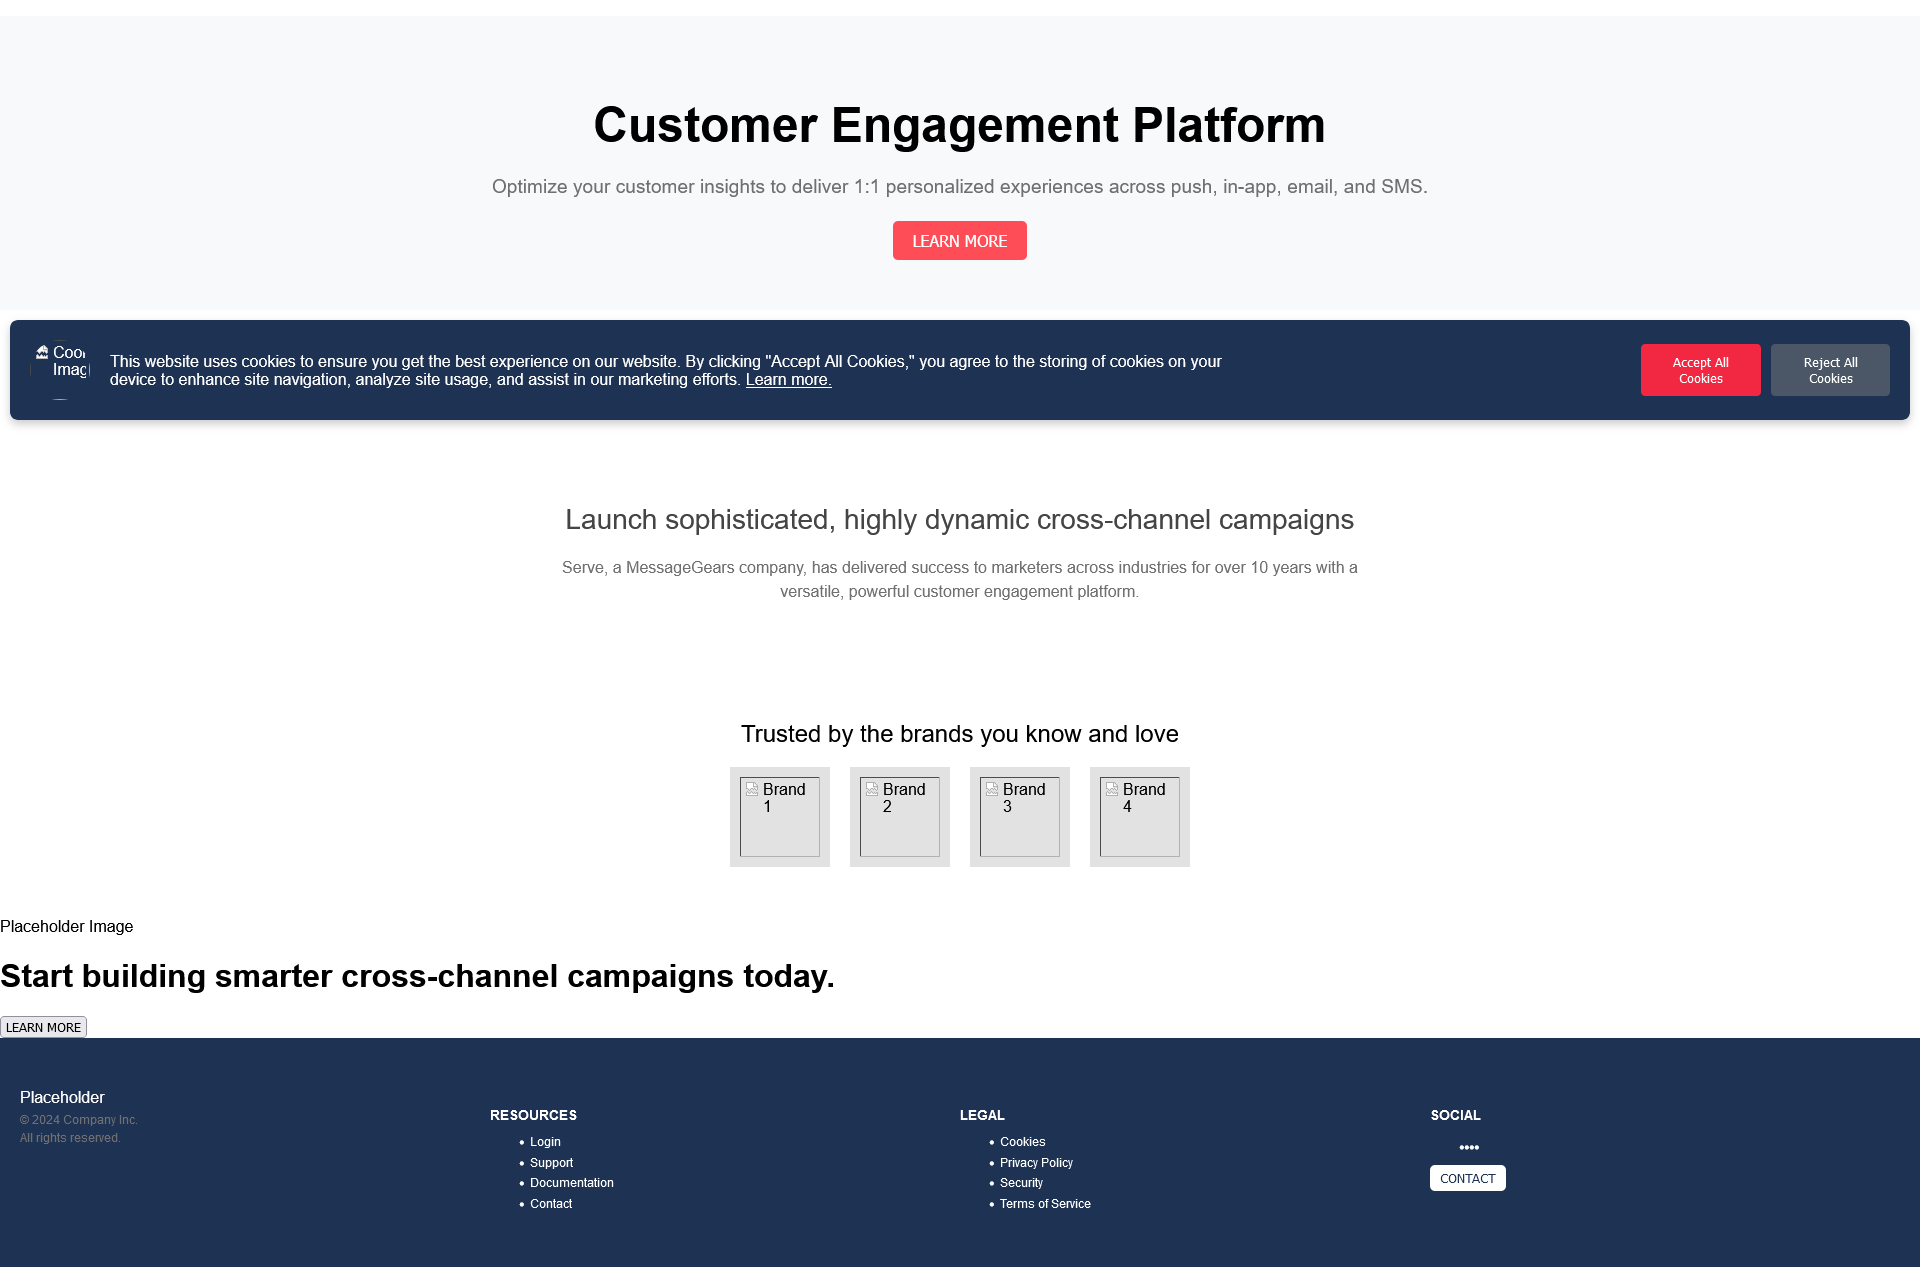 Customer Engagement Platform
Optimize your customer insights to deliver 1:1 personalized experiences across push, in-app, email, and SMS.
LEARN MORE
This website uses cookies to ensure you get the best experience on our website. By clicking "Accept All Cookies," you agree to the storing of cookies on your
device to enhance site navigation, analyze site usage, and assist in our marketing efforts. Learn more.
Accept All
Cookies
Reject All
Cookies
Launch sophisticated, highly dynamic cross-channel campaigns
Serve, a MessageGears company, has delivered success to marketers across industries for over 10 years with a
versatile, powerful customer engagement platform.
Trusted by the brands you know and love
Brand
1
Brand
2
Brand
3
Brand
4
Placeholder Image
Start building smarter cross-channel campaigns today.
LEARN MORE
Placeholder
© 2024 Company Inc.
All rights reserved.
RESOURCES
Login
Support
Documentation
Contact
LEGAL
Cookies
Privacy Policy
Security
Terms of Service
SOCIAL
CONTACT